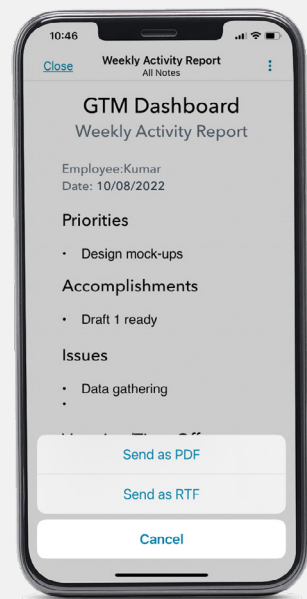 10:46
Close
Weekly Activity Report
All Notes
GTM Dashboard
Weekly Activity Report
Employee:Kumar
Date: 10/08/2022
Priorities
• Design mock-ups
Accomplishments
• Draft 1 ready
Issues
• Data gathering
•
Send as PDF
Send as RTF
Cancel